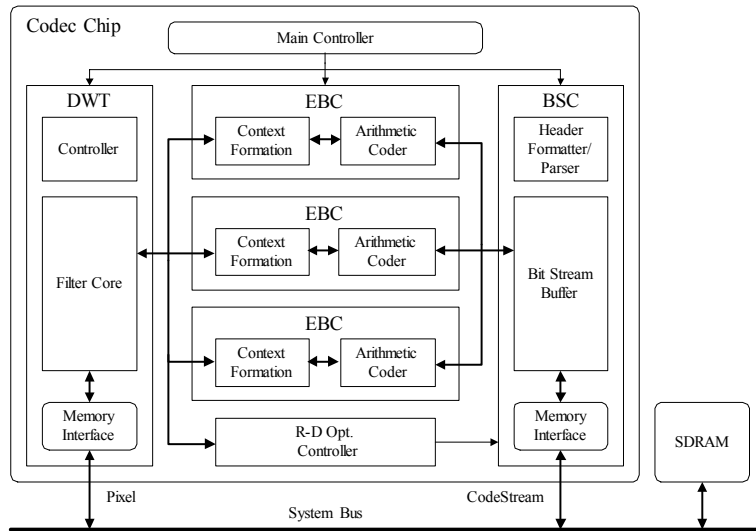 Codec Chip
Main Controller
DWT
EBC
BSC
Controller
Context
Formation
Arithmetic
Coder
Header
Formatter/
Parser
EBC
Filter Core
Context
Formation
Arithmetic
Coder
Bit Stream
Buffer
EBC
Context
Formation
Arithmetic
Coder
Memory
Interface
R-D Opt.
Controller
Memory
Interface
SDRAM
Pixel
CodeStream
System Bus